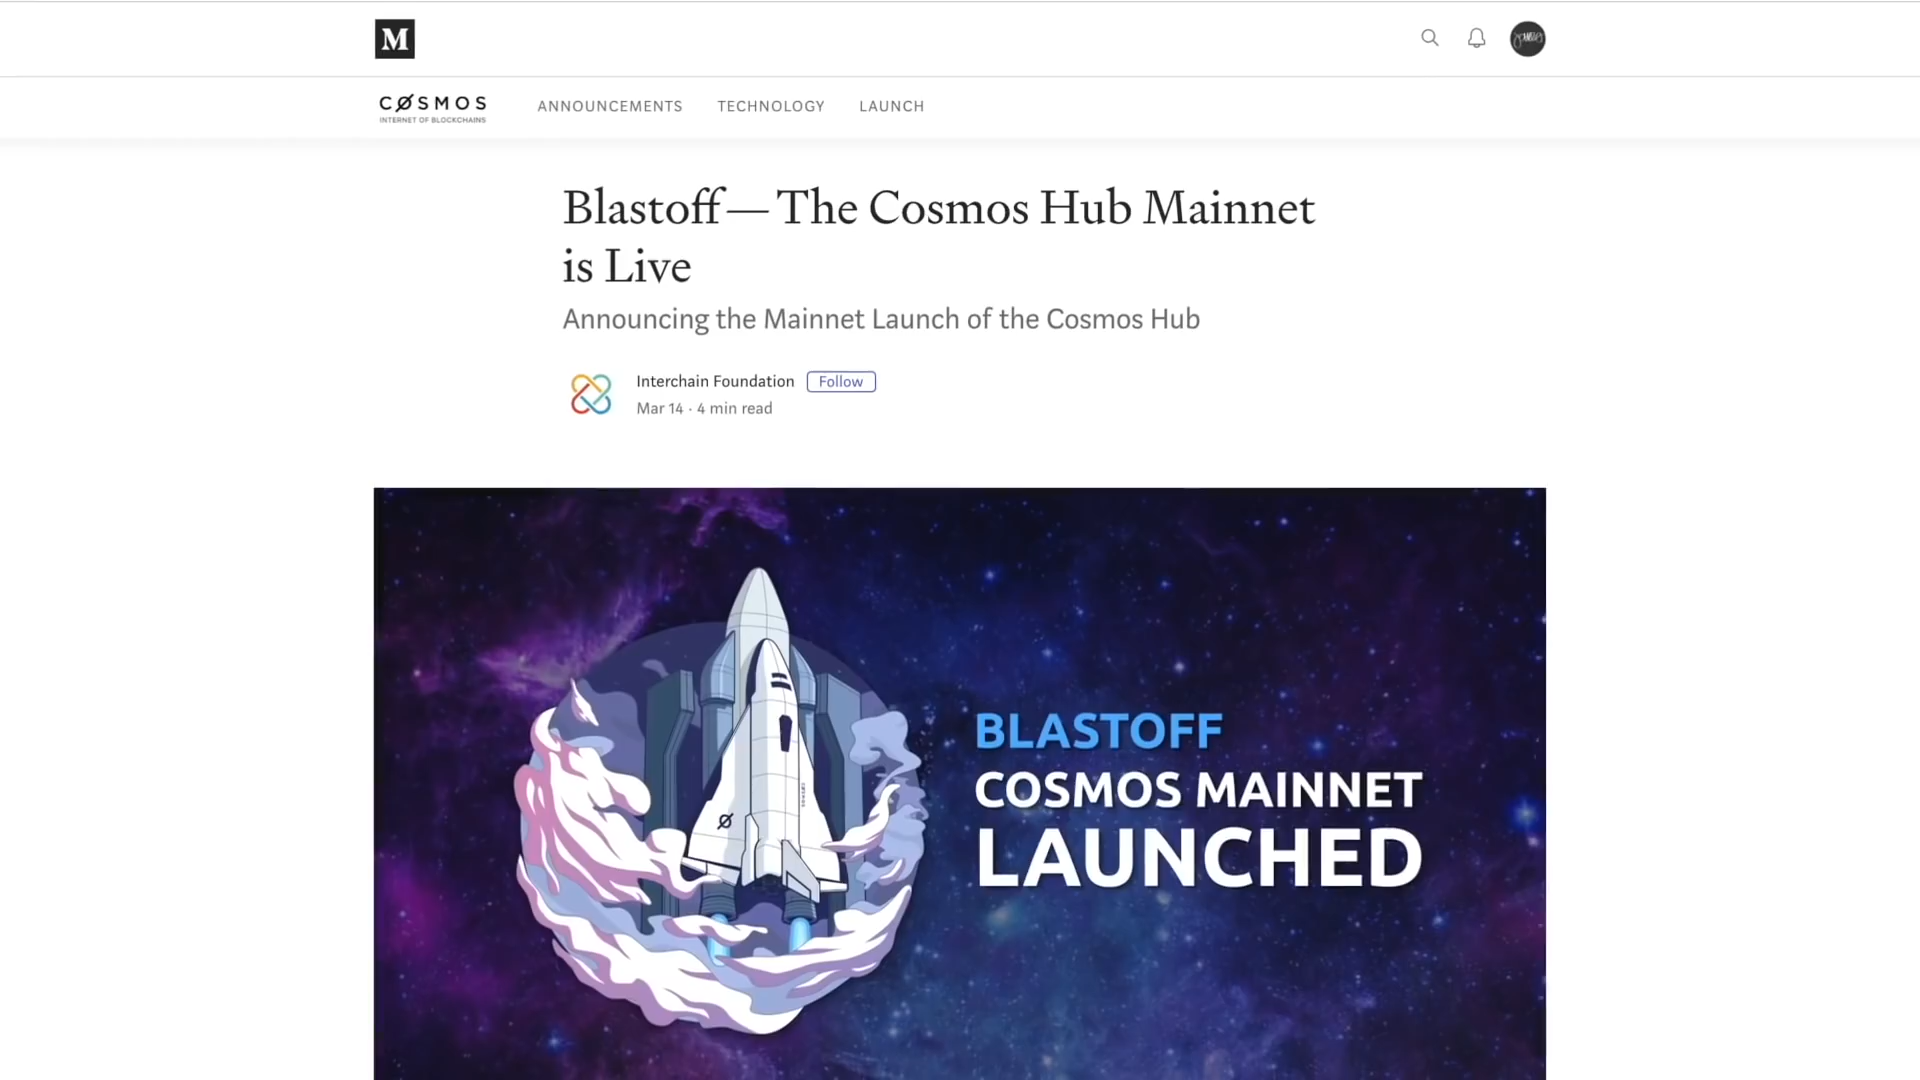 M
CØSMOS
INTERNET OF BLOCKCHAINS
ANNOUNCEMENTS
TECHNOLOGY
LAUNCH
Blastoff — The Cosmos Hub Mainnet
is Live
Announcing the Mainnet Launch of the Cosmos Hub
Interchain Foundation
Follow
Mar 14 · 4 min read
BLASTOFF
COSMOS MAINNET
LAUNCHED